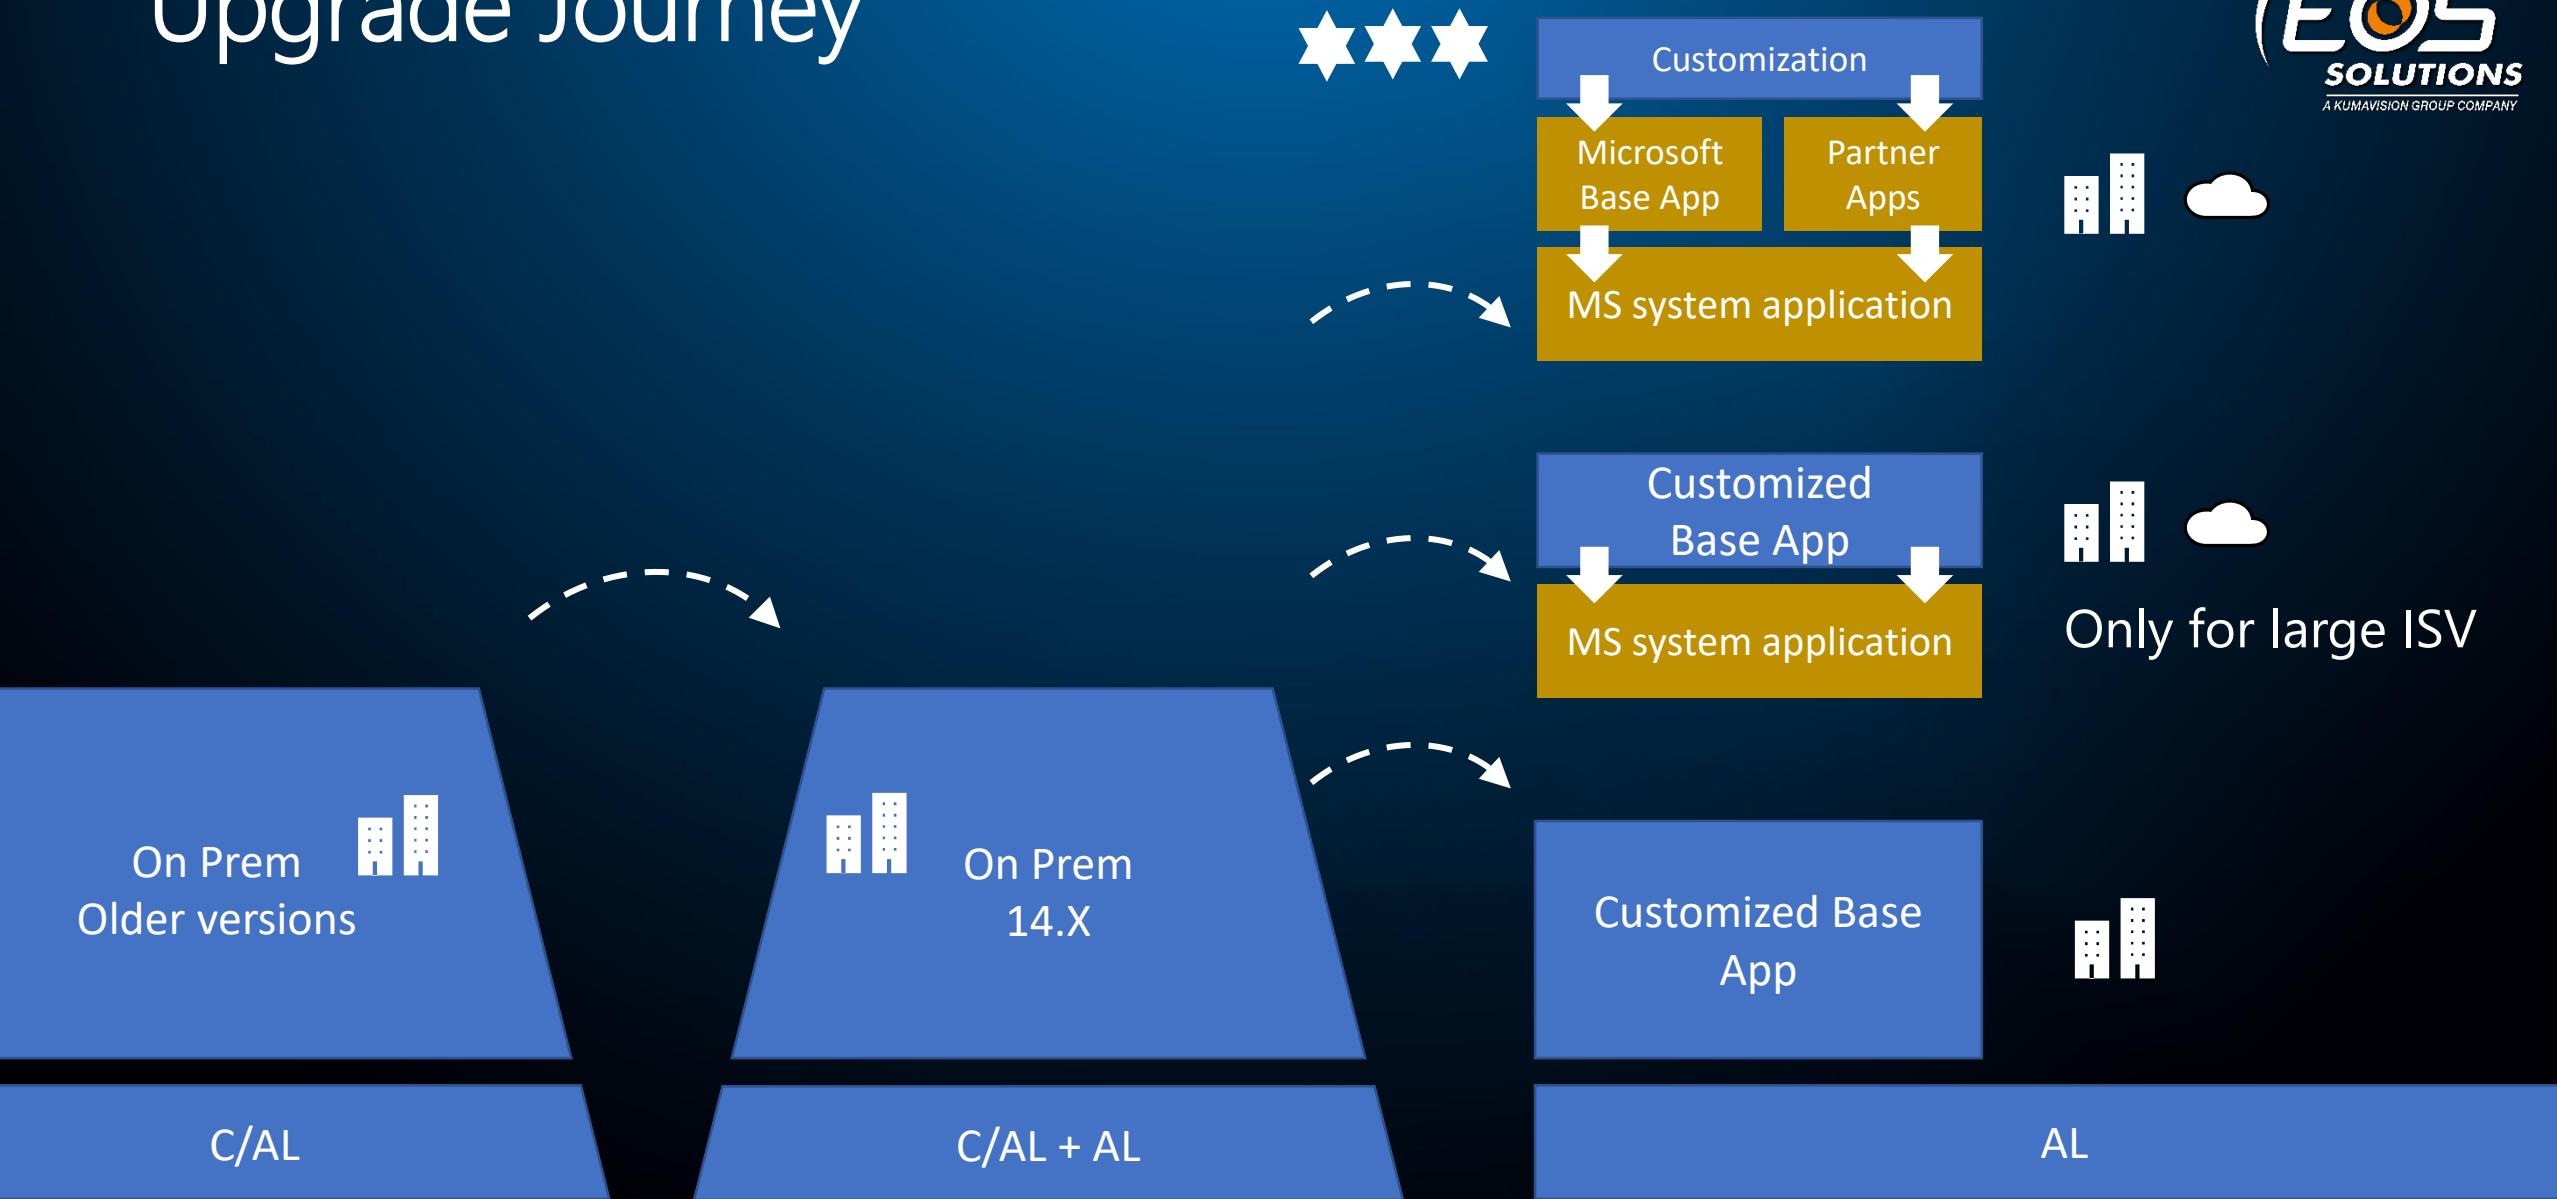 Upgrade Journey
EOS
SOLUTIONS
A KUMAVISION GROUP COMPANY
Customization
Microsoft
Base App
Partner
Apps
MS system application
Customized
Base App
MS system application
Only for large ISV
On Prem
Older versions
On Prem
14.X
Customized Base
App
C/AL
C/AL + AL
AL